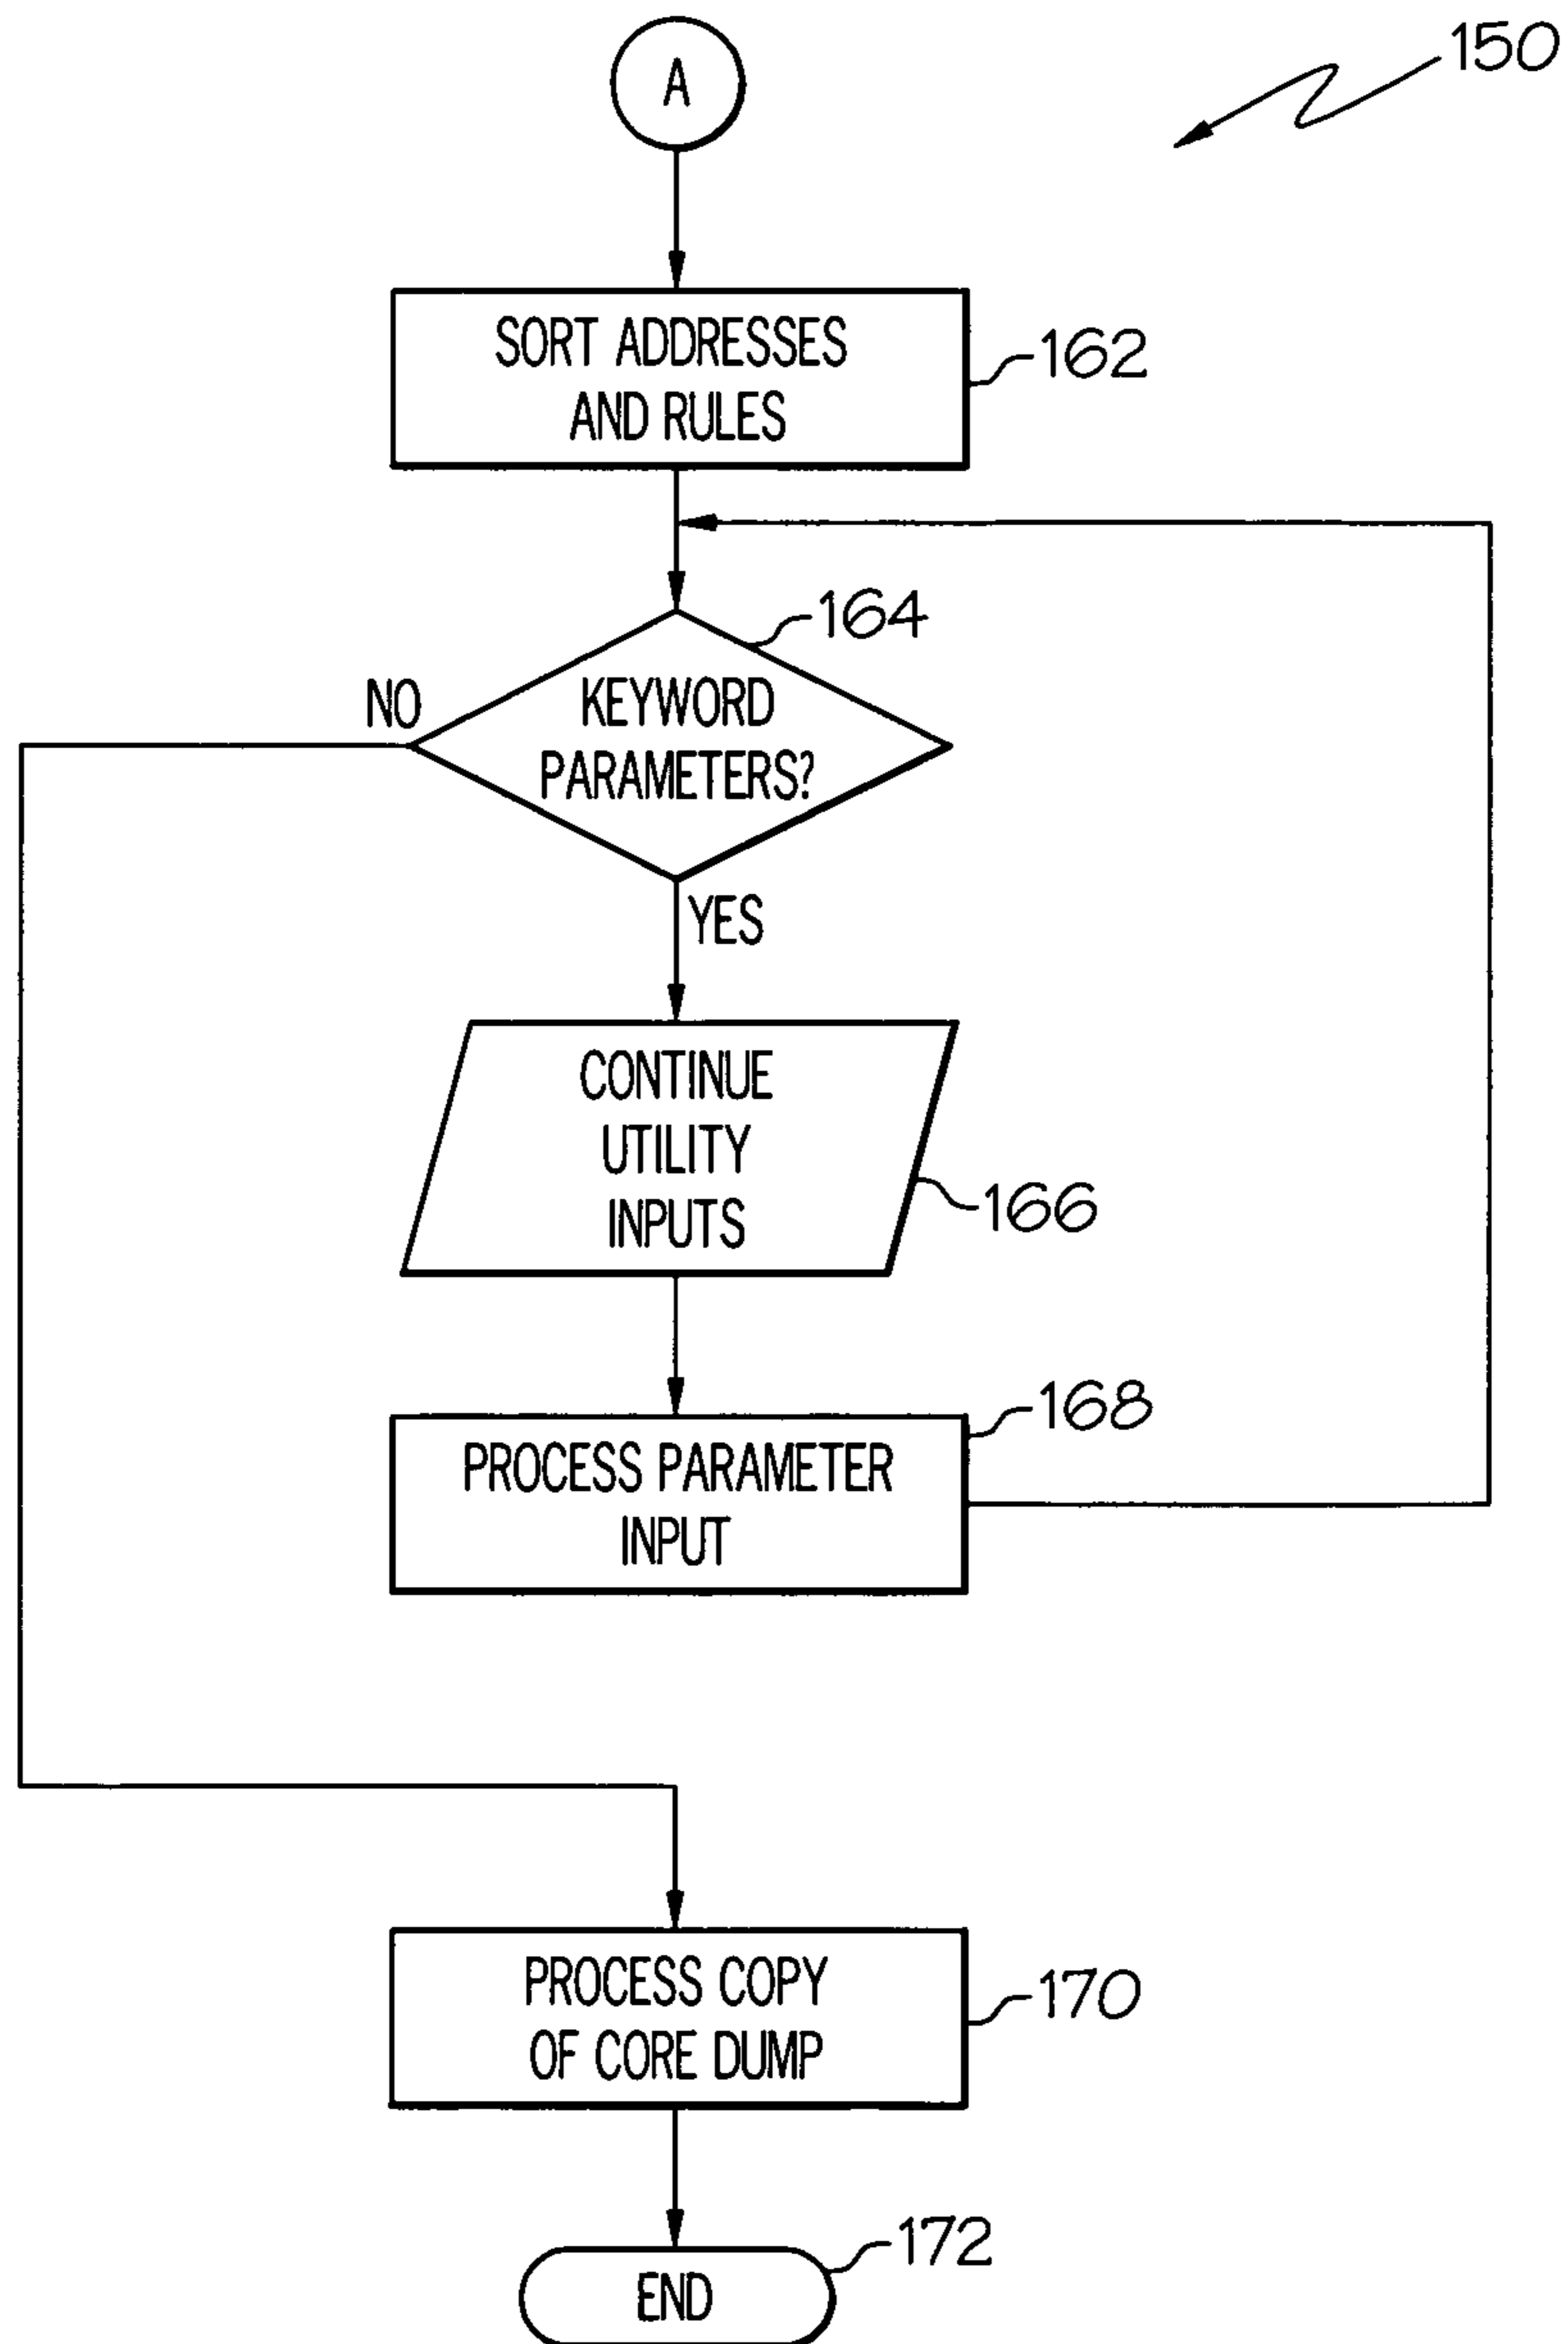 A
150
SORT ADDRESSES
AND RULES
162
164
NO
KEYWORD
PARAMETERS?
YES
CONTINUE
UTILITY
INPUTS
166
168
PROCESS PARAMETER
INPUT
PROCESS COPY
OF CORE DUMP
170
172
END